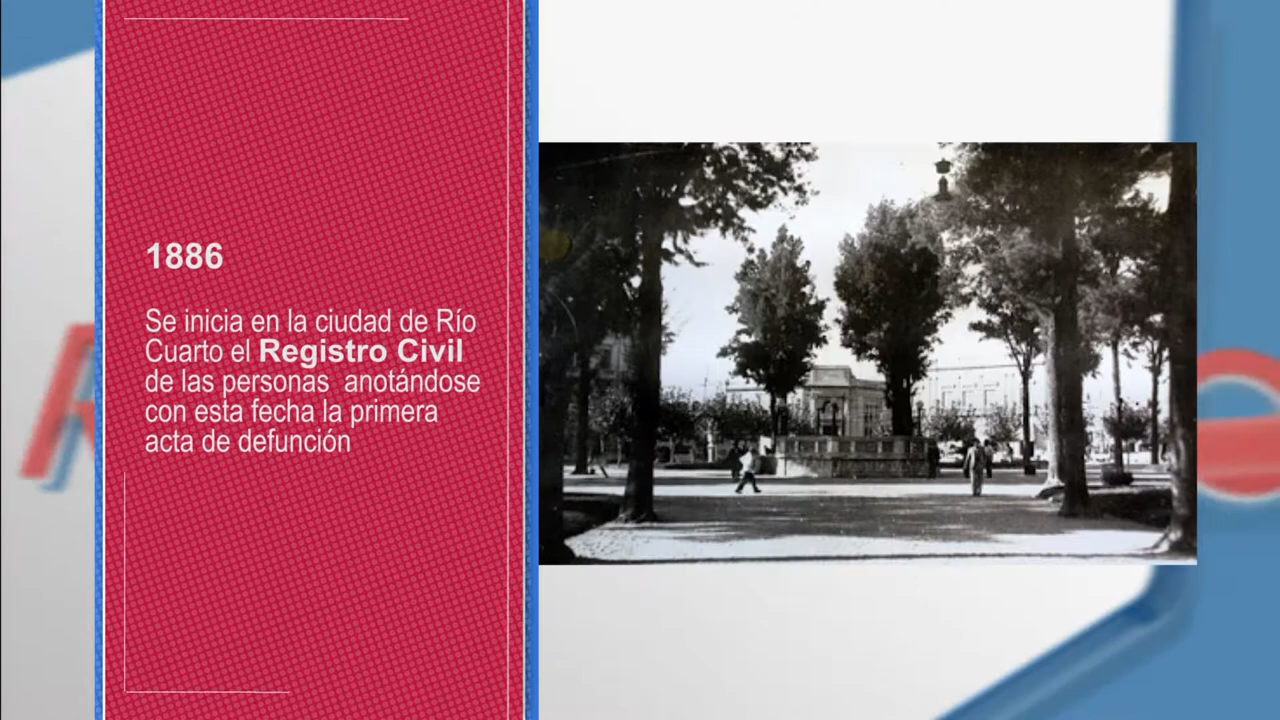 1886
Se inicia en la ciudad de Río
Cuarto el Registro Civil
de las personas  anotándose
con esta fecha la primera
acta de defunción